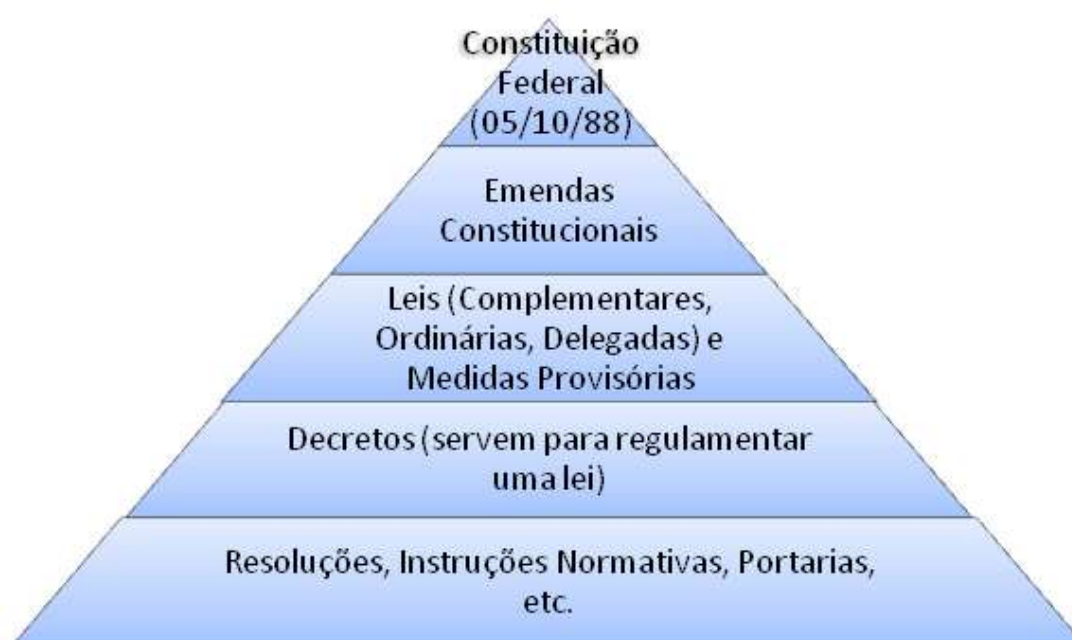 Constituição
Federal
(05/10/88)
Emendas
Constitucionais
Leis (Complementares,
Ordinárias, Delegadas) e
Medidas Provisórias
Decretos (servem para regulamentar
uma lei)
Resoluções, Instruções Normativas, Portarias,
etc.